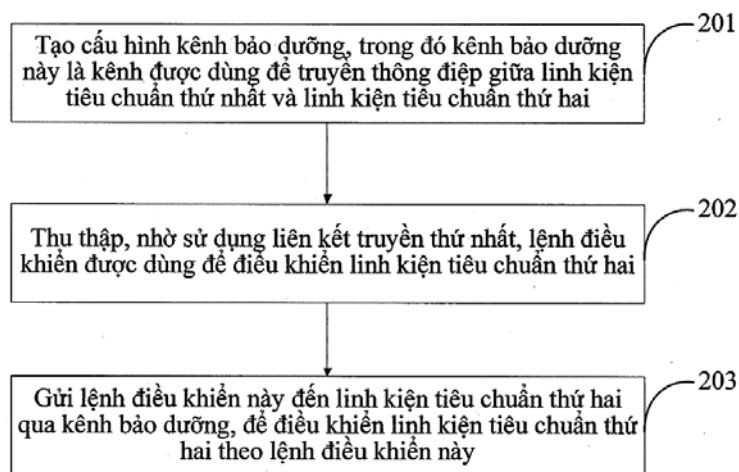 201
Tạo cấu hình kênh bảo dưỡng, trong đó kênh bảo dưỡng
này là kênh được dùng để truyền thông điệp giữa linh kiện
tiêu chuẩn thứ nhất và linh kiện tiêu chuẩn thứ hai
202
Thu thập, nhờ sử dụng liên kết truyền thứ nhất, lệnh điều
khiển được dùng để điều khiển linh kiện tiêu chuẩn thứ hai
203
Gửi lệnh điều khiển này đến linh kiện tiêu chuẩn thứ hai
qua kênh bảo dưỡng, để điều khiển linh kiện tiêu chuẩn thứ
hai theo lệnh điều khiển này